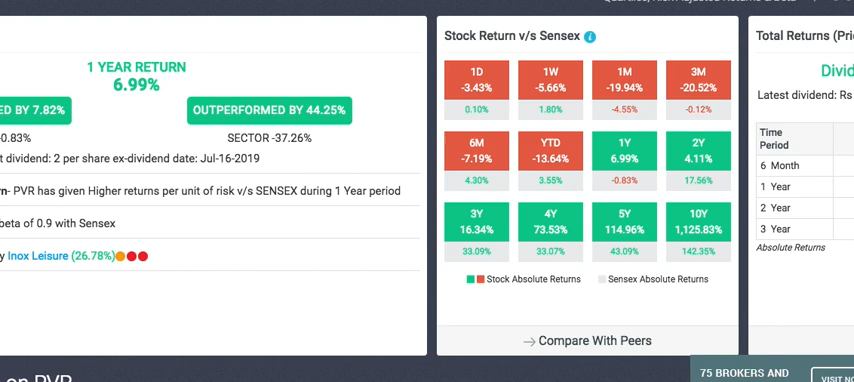 1 YEAR RETURN
6.99%
ED BY 7.82%
OUTPERFORMED BY 44.25%
-0.83%
SECTOR -37.26%
t dividend: 2 per share ex-dividend date: Jul-16-2019
n- PVR has given Higher returns per unit of risk v/s SENSEX during 1 Year period
beta of 0.9 with Sensex
y Inox Leisure (26.78%)
Stock Return v/s Sensex i
1D 1W 1M 3M
-3.43% -5.66% -19.94% -20.52%
0.10% 1.80% -4.55% -0.12%
6M YTD 1Y 2Y
-7.19% -13.64% 6.99% 4.11%
4.30% 3.55% -0.83% 17.56%
3Y 4Y 5Y 10Y
16.34% 73.53% 114.96% 1,125.83%
33.09% 33.07% 43.09% 142.35%
Stock Absolute Returns Sensex Absolute Returns
Compare With Peers
Total Returns (Pri
Divid
Latest dividend: Rs
Time
Period
6 Month
1 Year
2 Year
3 Year
Absolute Returns
on PVR
75 BROKERS AND
VISIT NO